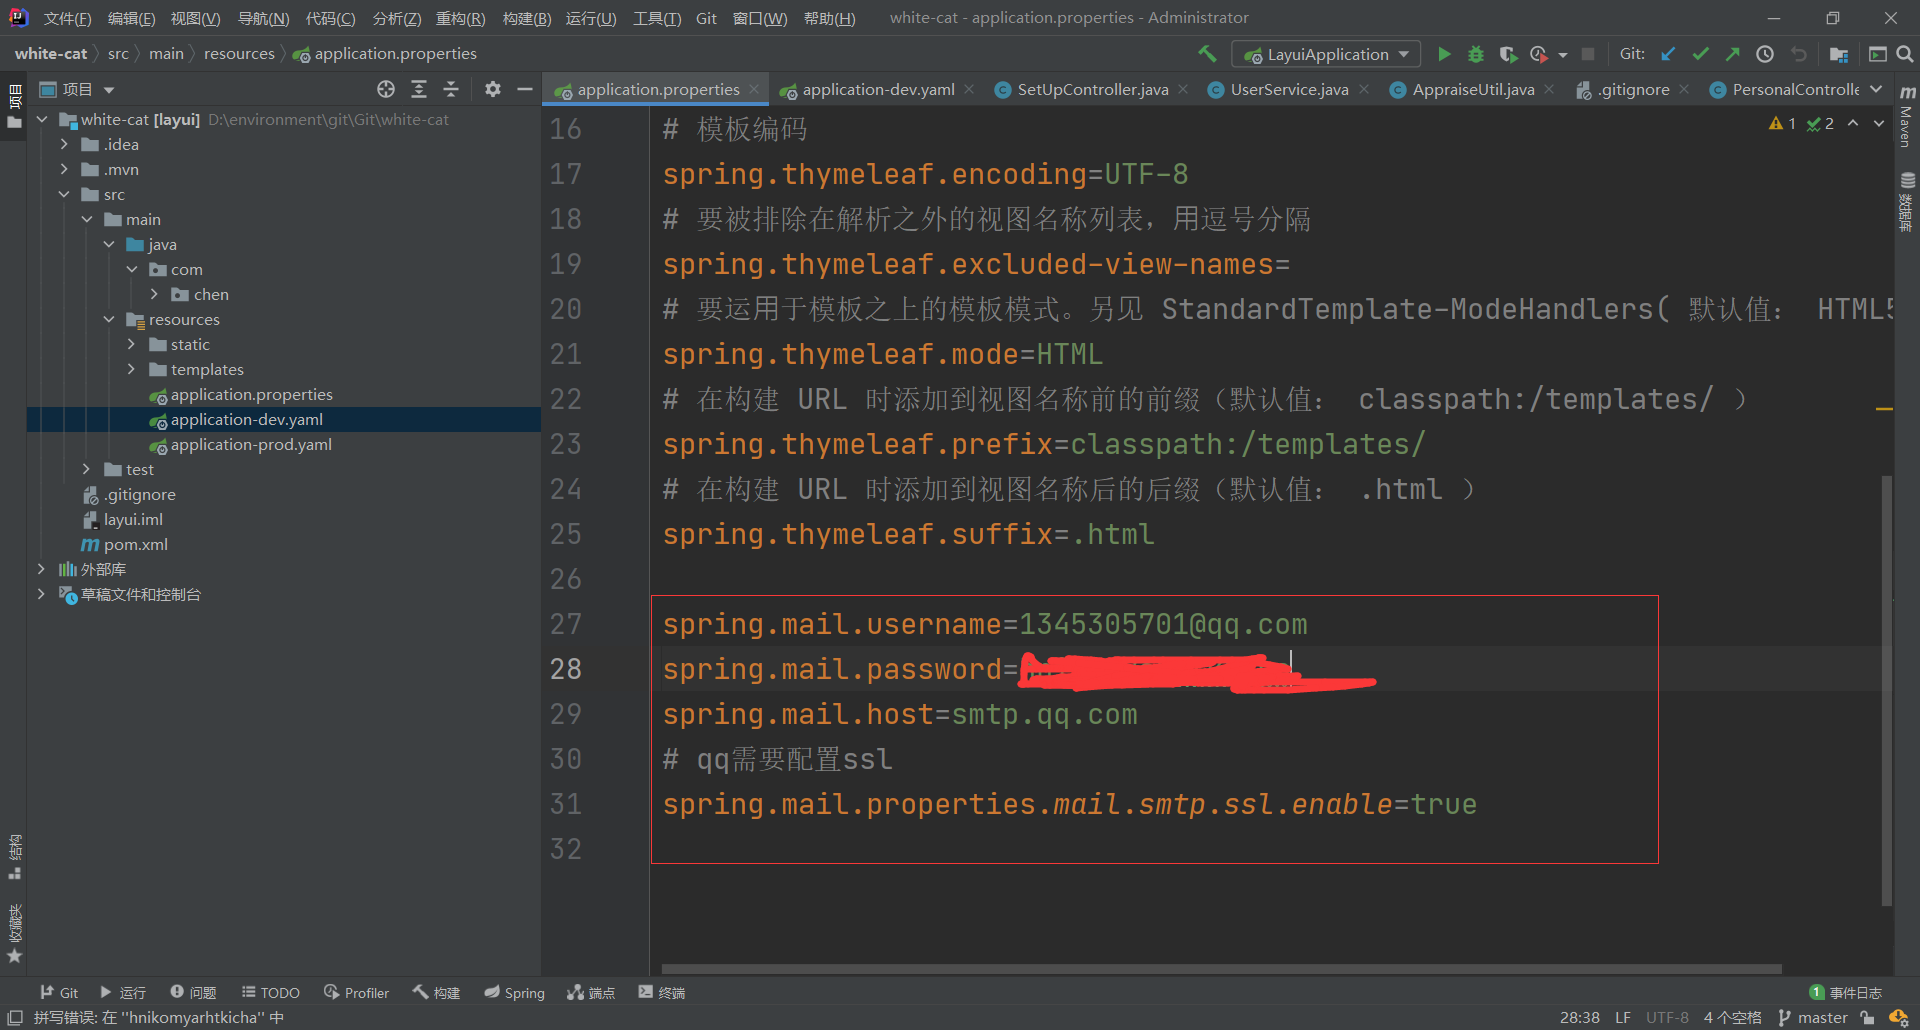 文件(F) 编辑(E) 视图(V) 导航(N) 代码(C) 分析(Z) 重构(R) 构建(B) 运行(U) 工具(T) Git 窗口(W) 帮助(H) white-cat - application.properties - Administrator
white-cat src main resources application.properties LayuiApplication Git:
项目
项目
application.properties application-dev.yaml SetUpController.java UserService.java AppraiseUtil.java .gitignore PersonalControlle
white-cat [layui] D:\environment\git\Git\white-cat
.idea
.mvn
src
main
java
com
chen
resources
static
templates
application.properties
application-dev.yaml
application-prod.yaml
test
.gitignore
layui.iml
pom.xml
外部库
草稿文件和控制台
1 2
16 # 模板编码
17 spring.thymeleaf.encoding=UTF-8
18 # 要被排除在解析之外的视图名称列表，用逗号分隔
19 spring.thymeleaf.excluded-view-names=
20 # 要运用于模板之上的模板模式。另见 StandardTemplate-ModeHandlers( 默认值： HTML5
21 spring.thymeleaf.mode=HTML
22 # 在构建 URL 时添加到视图名称前的前缀（默认值： classpath:/templates/ ）
23 spring.thymeleaf.prefix=classpath:/templates/
24 # 在构建 URL 时添加到视图名称后的后缀（默认值： .html ）
25 spring.thymeleaf.suffix=.html
26
27 spring.mail.username=1345305701@qq.com
28 spring.mail.password=
29 spring.mail.host=smtp.qq.com
30 # qq需要配置ssl
31 spring.mail.properties.mail.smtp.ssl.enable=true
32
Maven
数据库
结构
收藏夹
Git 运行 问题 TODO Profiler 构建 Spring 端点 终端 1 事件日志
拼写错误: 在 ''hnikomyarhtkicha'' 中 28:38 LF UTF-8 4 个空格 master